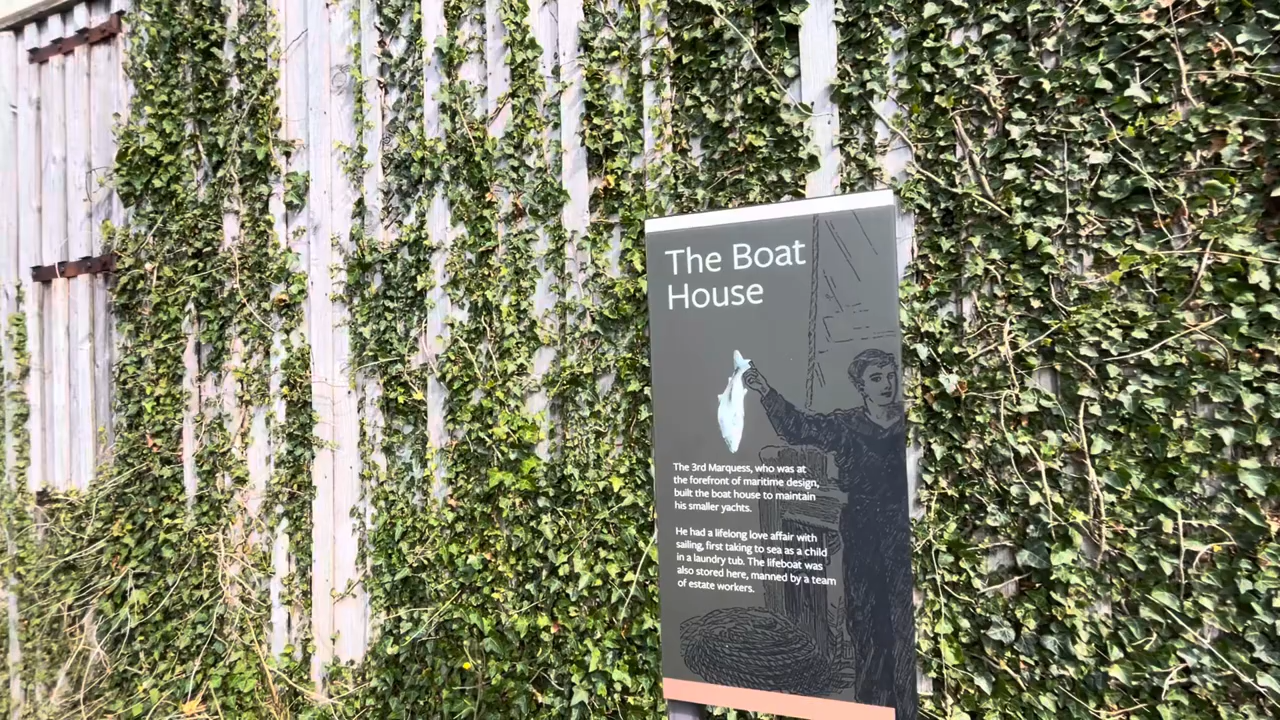 The Boat
House
The 3rd Marquess, who was at
the forefront of maritime design,
built the boat house to maintain
his smaller yachts.
He had a lifelong love affair with
sailing, first taking to sea as a child
in a laundry tub. The lifeboat was
also stored here, manned by a team
of estate workers.